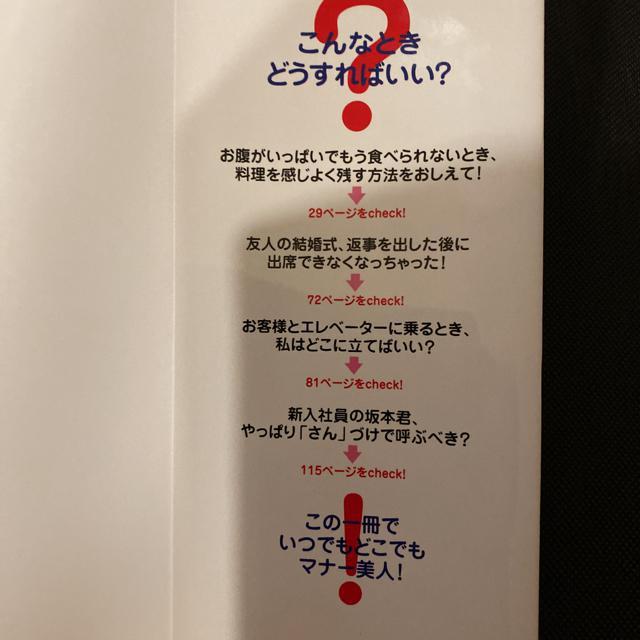 こんなとき
どうすればいい?
お腹がいっぱいでもう食べられないとき、
料理を感じよく残す方法をおしえて!
29ページをcheck!
友人の結婚式、返事を出した後に
出席できなくなっちゃった!
72ページをcheck!
お客様とエレベーターに乗るとき、
私はどこに立てばいい?
81ページをcheck!
新入社員の坂本君、
やっぱり「さん」づけで呼ぶべき?
115ページをcheck!
この一冊で
いつでもどこでも
マナー美人!